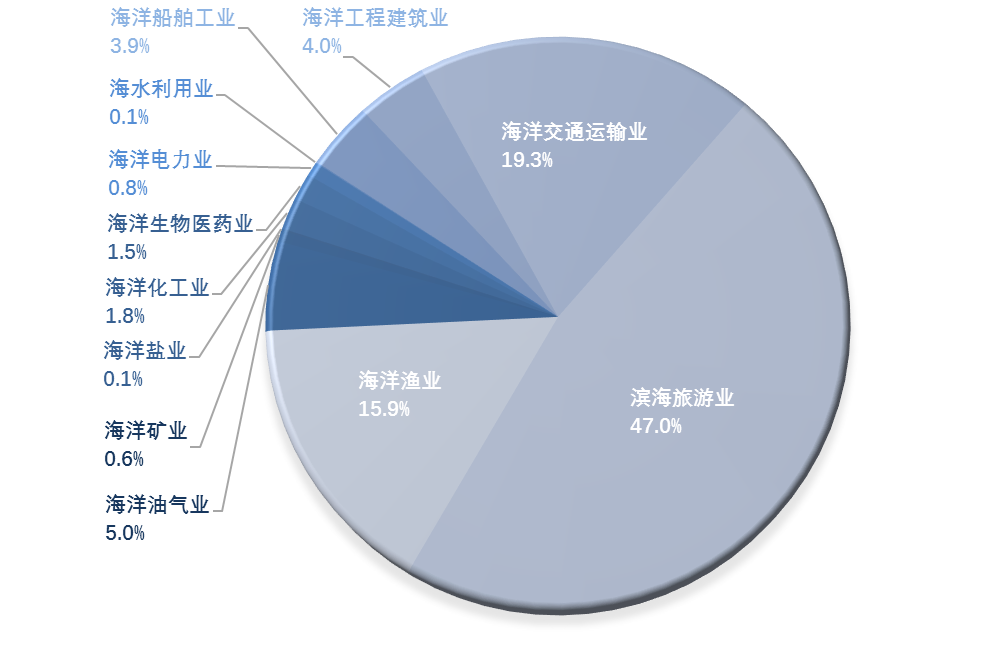 海洋船舶工业
3.9%
海洋工程建筑业
4.0%
海水利用业
0.1%
海洋电力业
0.8%
海洋生物医药业
1.5%
海洋化工业
1.8%
海洋盐业
0.1%
海洋矿业
0.6%
海洋油气业
5.0%
海洋交通运输业
19.3%
海洋渔业
15.9%
滨海旅游业
47.0%